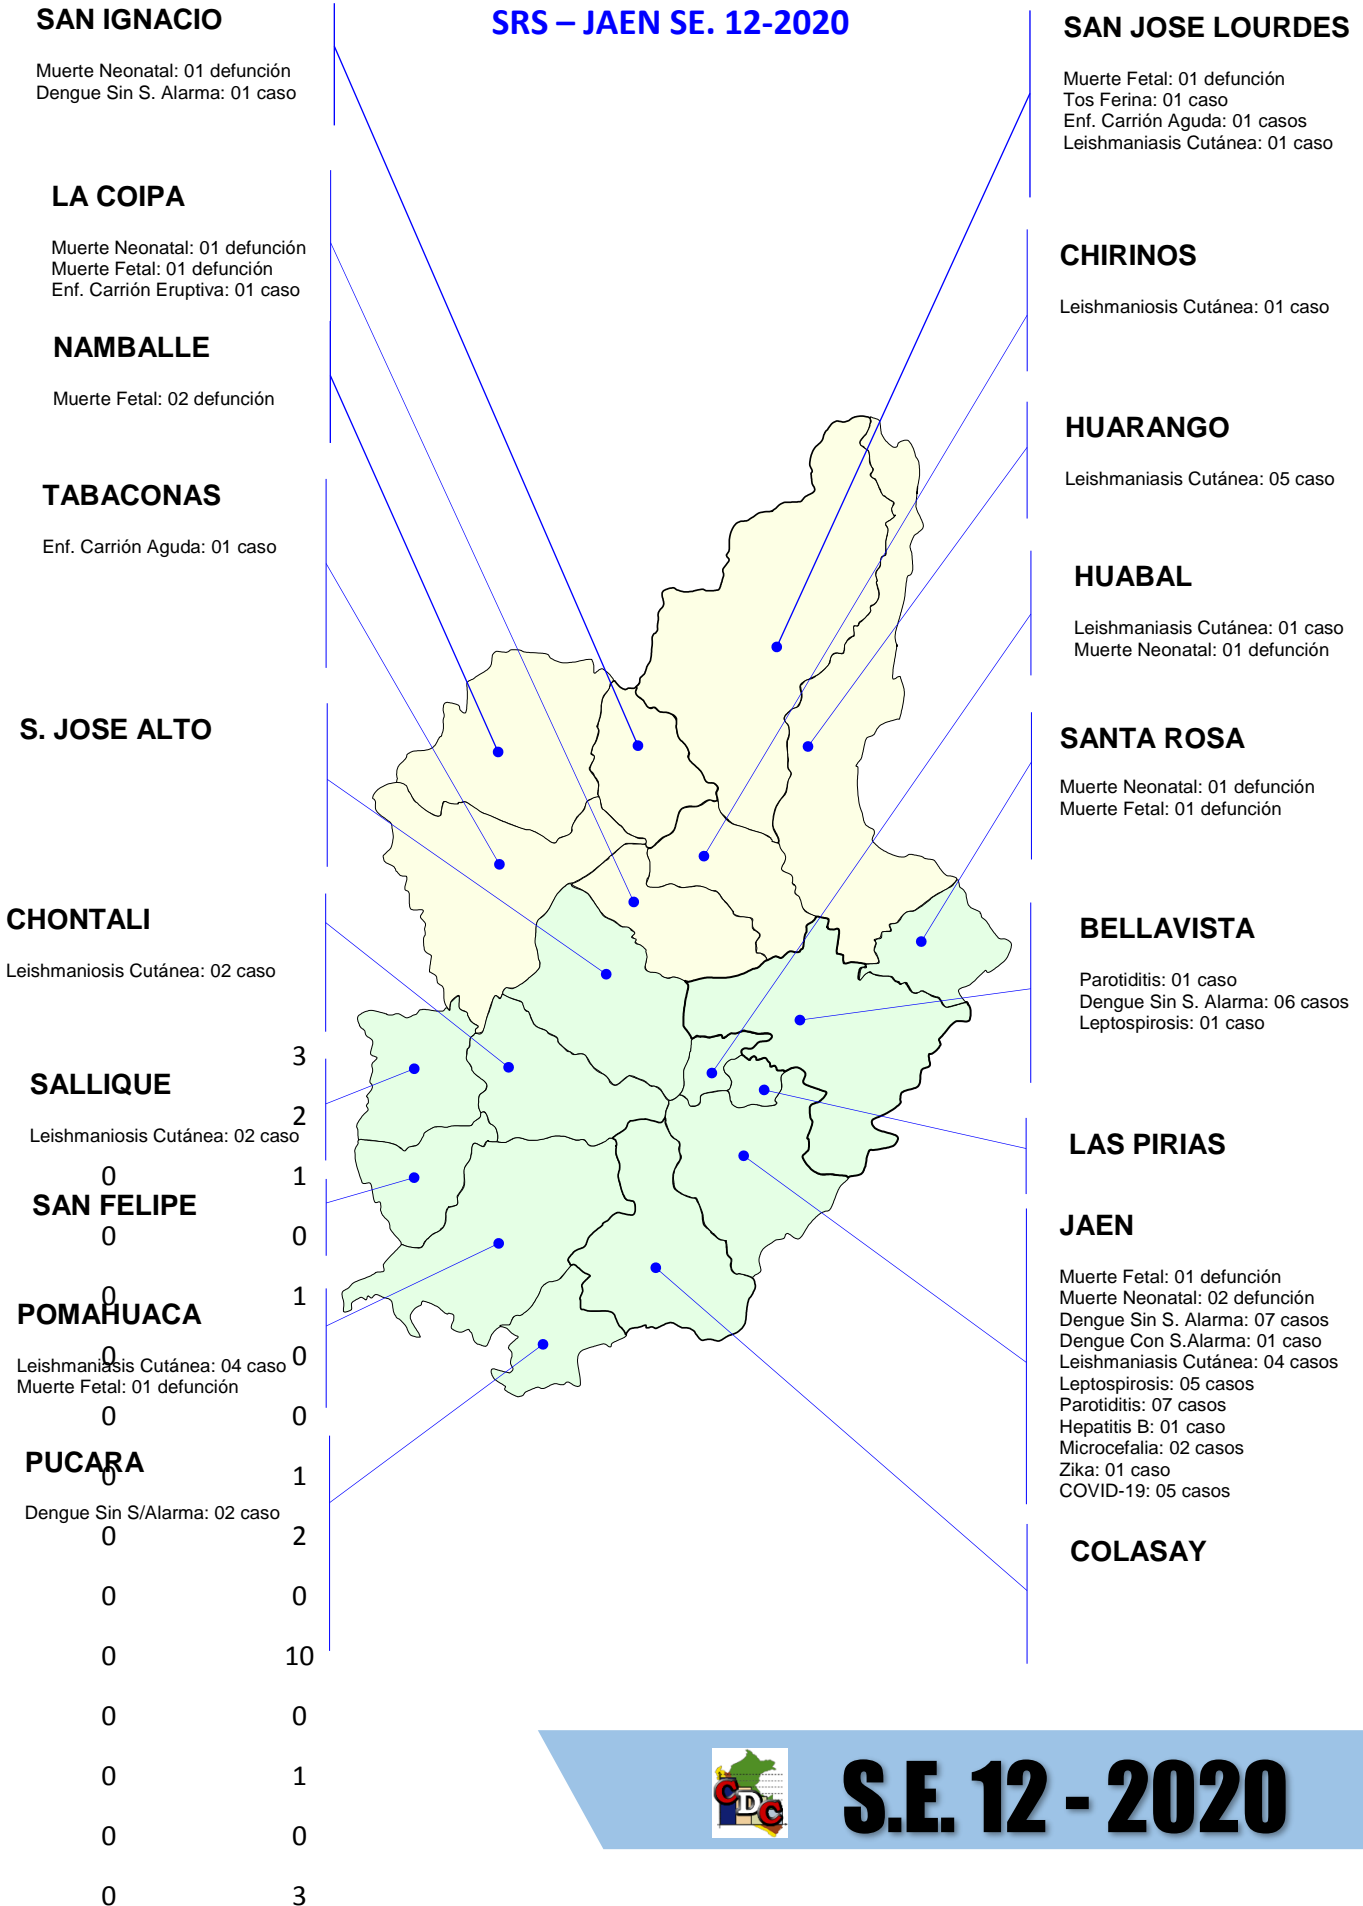 SRS – JAEN SE. 12-2020
SAN IGNACIO
Muerte Neonatal: 01 defunción
Dengue Sin S. Alarma: 01 caso
LA COIPA
Muerte Neonatal: 01 defunción
Muerte Fetal: 01 defunción
Enf. Carrión Eruptiva: 01 caso
NAMBALLE
Muerte Fetal: 02 defunción
TABACONAS
Enf. Carrión Aguda: 01 caso
S. JOSE ALTO
CHONTALI
Leishmaniosis Cutánea: 02 caso
SALLIQUE
Leishmaniosis Cutánea: 02 caso
SAN FELIPE
POMAHUACA
Leishmaniasis Cutánea: 04 caso
Muerte Fetal: 01 defunción
PUCARA
Dengue Sin S/Alarma: 02 caso
3
2
0 1
0 0
0 1
0 0
0 0
0 1
0 2
0 0
0 10
0 0
0 1
0 0
0 3
SAN JOSE LOURDES
Muerte Fetal: 01 defunción
Tos Ferina: 01 caso
Enf. Carrión Aguda: 01 casos
Leishmaniasis Cutánea: 01 caso
CHIRINOS
Leishmaniosis Cutánea: 01 caso
HUARANGO
Leishmaniasis Cutánea: 05 caso
HUABAL
Leishmaniasis Cutánea: 01 caso
Muerte Neonatal: 01 defunción
SANTA ROSA
Muerte Neonatal: 01 defunción
Muerte Fetal: 01 defunción
BELLAVISTA
Parotiditis: 01 caso
Dengue Sin S. Alarma: 06 casos
Leptospirosis: 01 caso
LAS PIRIAS
JAEN
Muerte Fetal: 01 defunción
Muerte Neonatal: 02 defunción
Dengue Sin S. Alarma: 07 casos
Dengue Con S.Alarma: 01 caso
Leishmaniasis Cutánea: 04 casos
Leptospirosis: 05 casos
Parotiditis: 07 casos
Hepatitis B: 01 caso
Microcefalia: 02 casos
Zika: 01 caso
COVID-19: 05 casos
COLASAY
CDC
S.E. 12 - 2020